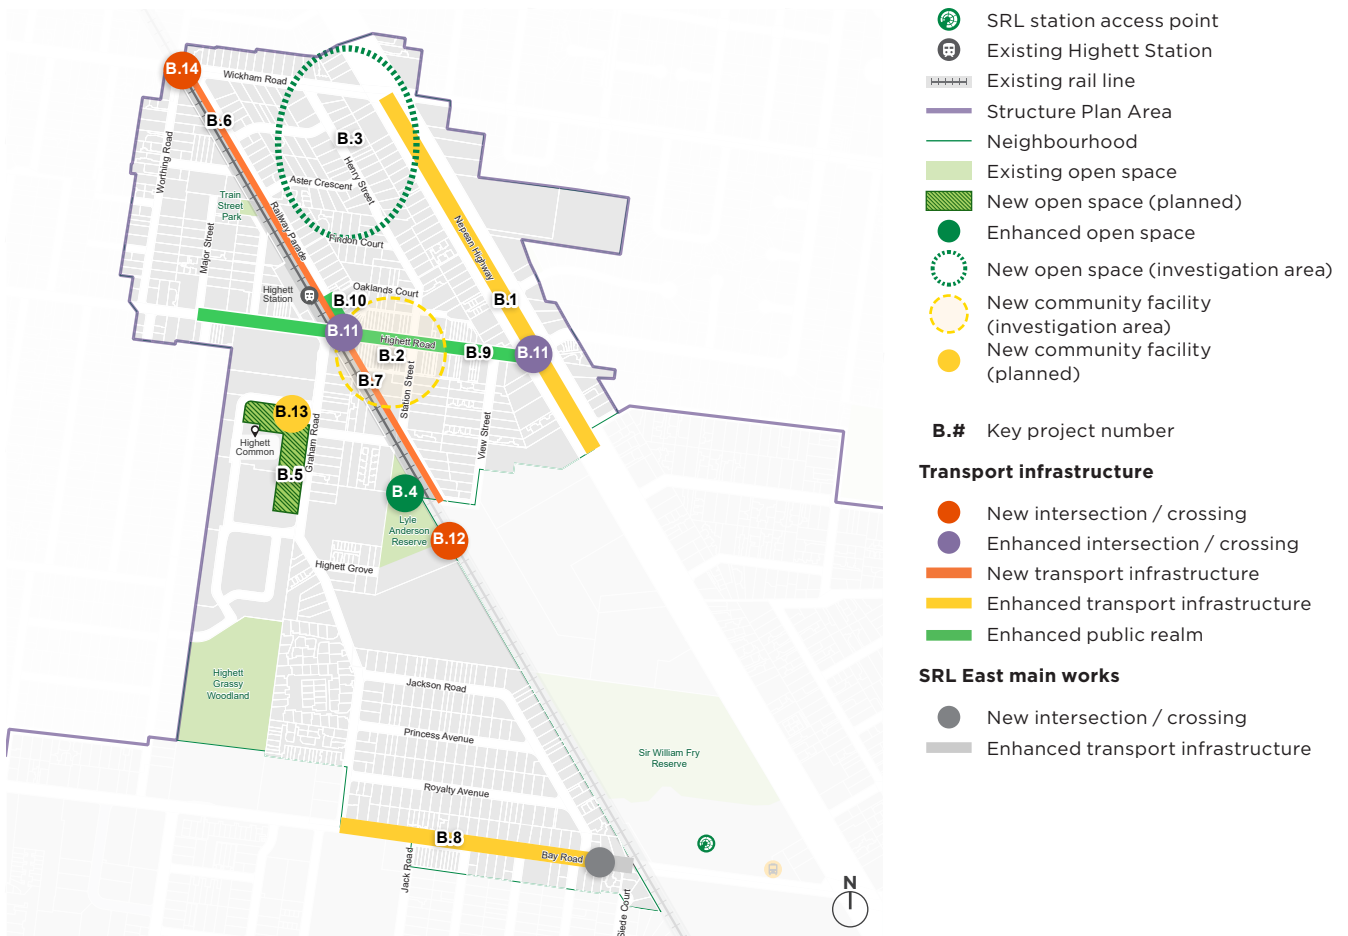 B.14
Wickham Road
B.6
B.3
Worthing Road
Henry Street
Aster Crescent
Train
Street
Park
Railway Parade
Major Street
Findon Court
Nepean Highway
Highett
Station
Oaklands Court
B.10
B.1
B.11
Highett Road
B.2
B.9
B.11
B.7
Station Street
B.13
Highett
Common
Graham Road
View Street
B.5
B.4
Lyle
Anderson
Reserve
B.12
Highett Grove
Highett
Grassy
Woodland
Jackson Road
Princess Avenue
Sir William Fry
Reserve
Royalty Avenue
B.8
Bay Road
Jack Road
Siede Court
N
SRL station access point
Existing Highett Station
Existing rail line
Structure Plan Area
Neighbourhood
Existing open space
New open space (planned)
Enhanced open space
New open space (investigation area)
New community facility
(investigation area)
New community facility
(planned)
B.# Key project number
Transport infrastructure
New intersection / crossing
Enhanced intersection / crossing
New transport infrastructure
Enhanced transport infrastructure
Enhanced public realm
SRL East main works
New intersection / crossing
Enhanced transport infrastructure